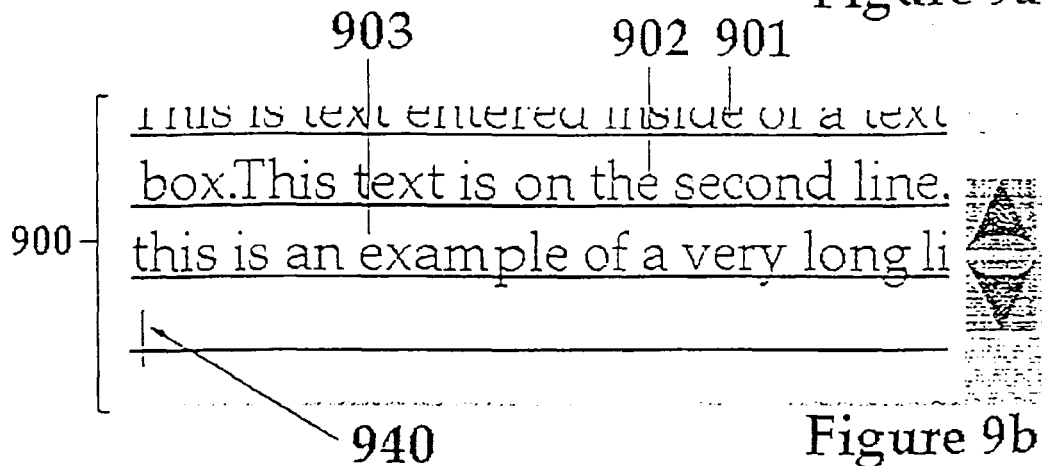 Figure 9a
903 902 901
This is text entered inside of a text
box.This text is on the second line.
900
this is an example of a very long li
940
Figure 9b